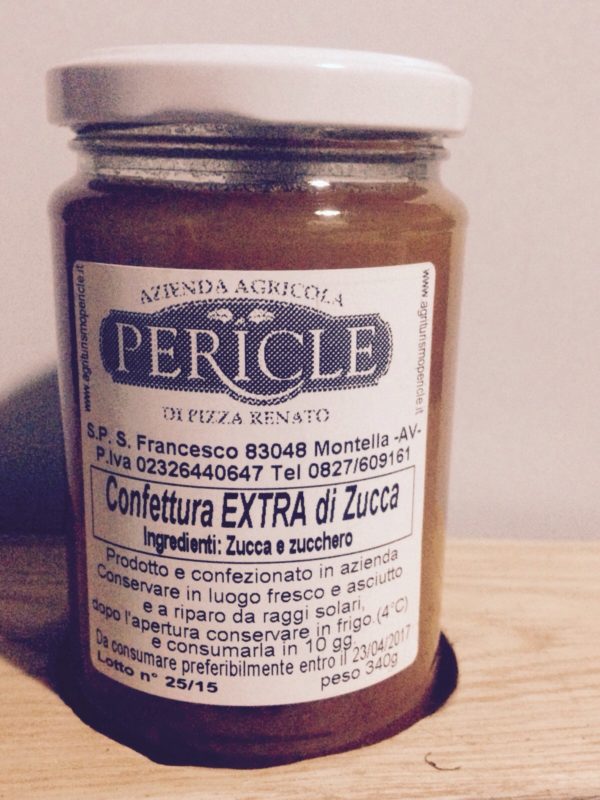 AZIENDA AGRICOLA
PERICLE
DI PIZZA RENATO
www.agriturismopericle.it
www.agriturismopericle.it
S.P. S. Francesco 83048 Montella -AV-
P.Iva 02326440647 Tel 0827/609161
Confettura EXTRA di Zucca
Ingredienti: Zucca e zucchero
Prodotto e confezionato in azienda
Conservare in luogo fresco e asciutto
e a riparo da raggi solari,
dopo l'apertura conservare in frigo.(4°C)
e consumarla in 10 gg.
Da consumare preferibilmente entro il 23/04/2017
Lotto n° 25/15
peso 340g